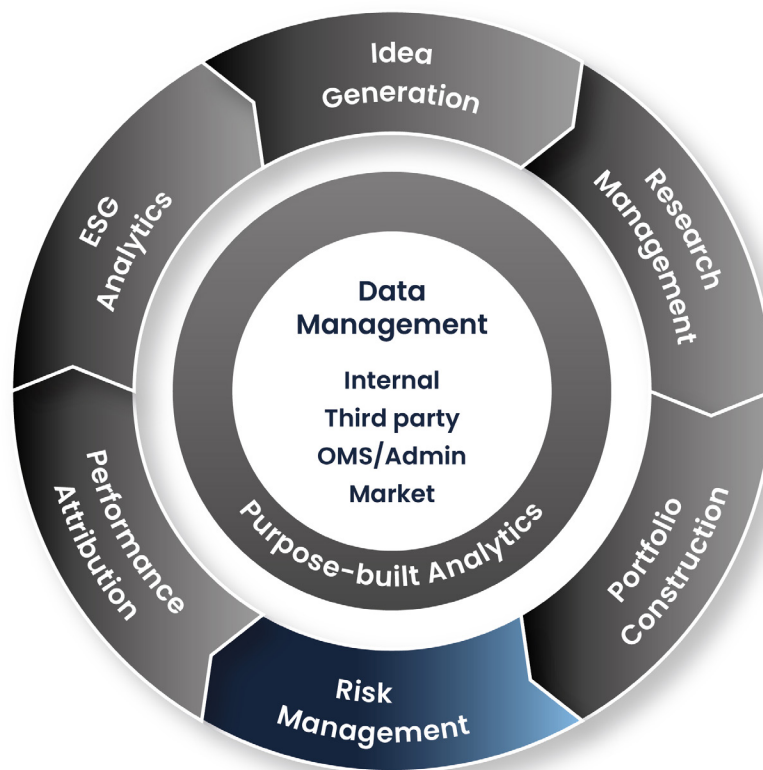 Idea
Generation
Research
Management
Portfolio
Construction
Risk
Management
Performance
Attribution
ESG
Analytics
Data
Management
Internal
Third party
OMS/Admin
Market
Purpose-built Analytics